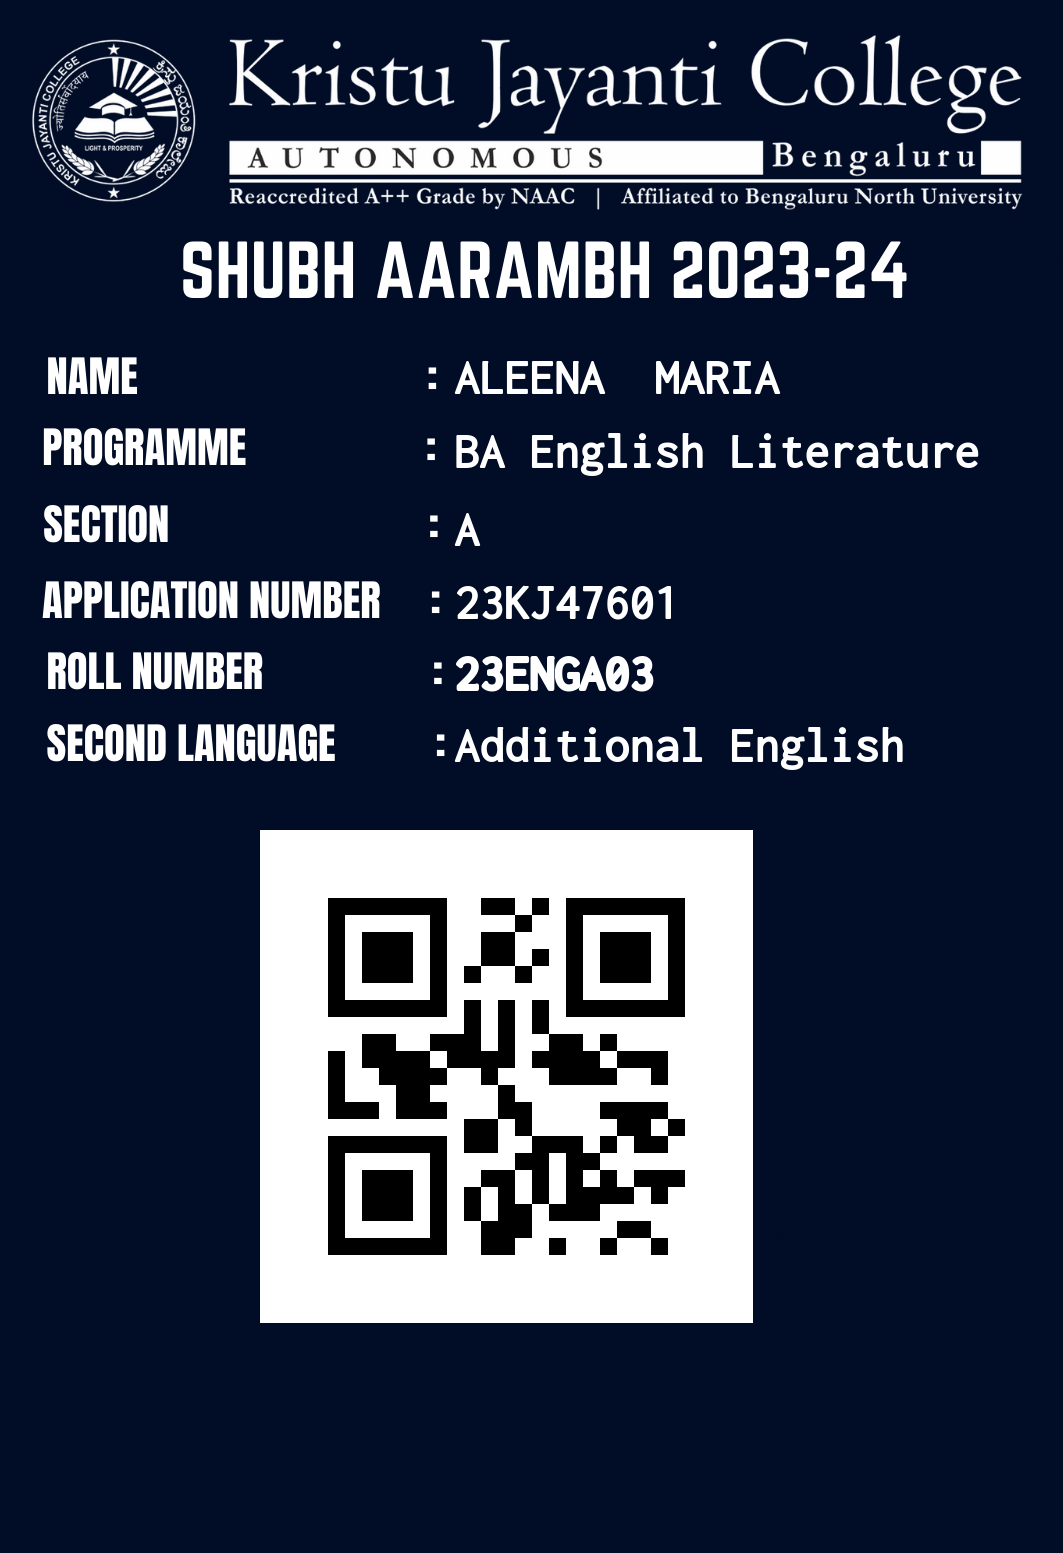 KRISTU JAYANTI COLLEGE
ಕ್ರಿಸ್ತು ಜಯಂತಿ ಕಾಲೇಜು
LIGHT & PROSPERITY
Kristu Jayanti College
AUTONOMOUS Bengaluru
Reaccredited A++ Grade by NAAC | Affiliated to Bengaluru North University
SHUBH AARAMBH 2023-24
NAME : ALEENA MARIA
PROGRAMME : BA English Literature
SECTION : A
APPLICATION NUMBER : 23KJ47601
ROLL NUMBER : 23ENGA03
SECOND LANGUAGE : Additional English